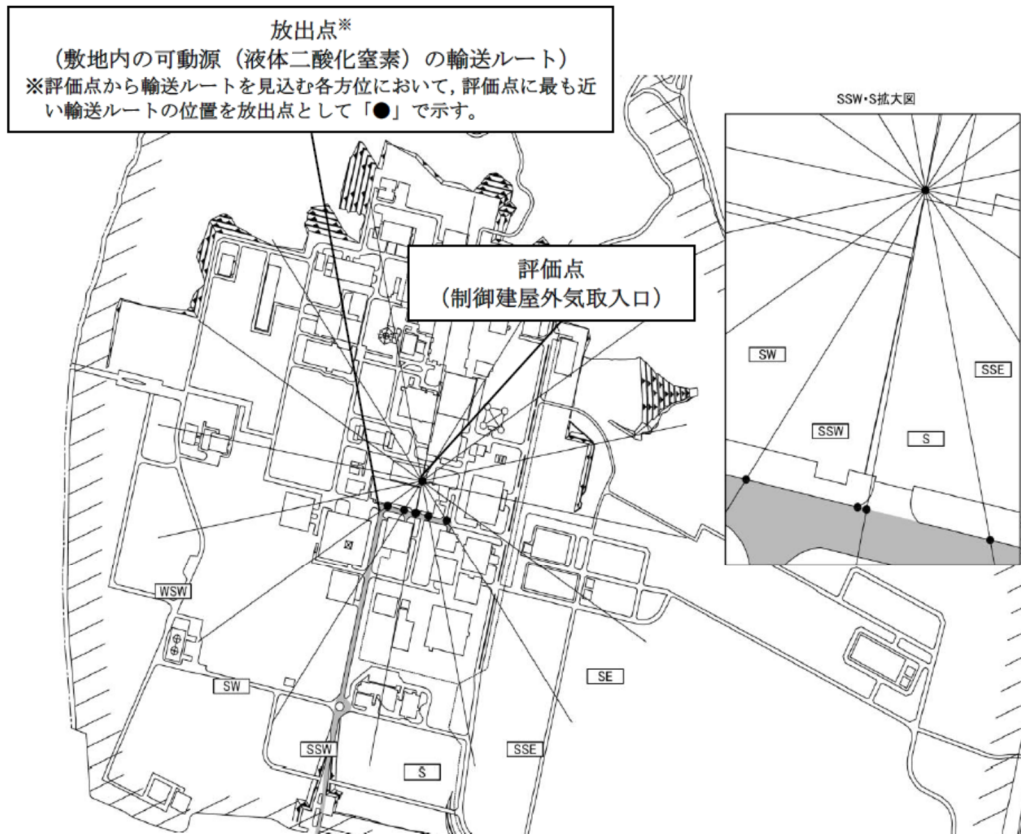 放出点※
（敷地内の可動源（液体二酸化窒素）の輸送ルート）
※評価点から輸送ルートを見込む各方位において，評価点に最も近
い輸送ルートの位置を放出点として「●」で示す。
SSW・S拡大図
評価点
（制御建屋外気取入口）
SW
SSE
SSW
S
WSW
SW
SE
SSW
SSE
S